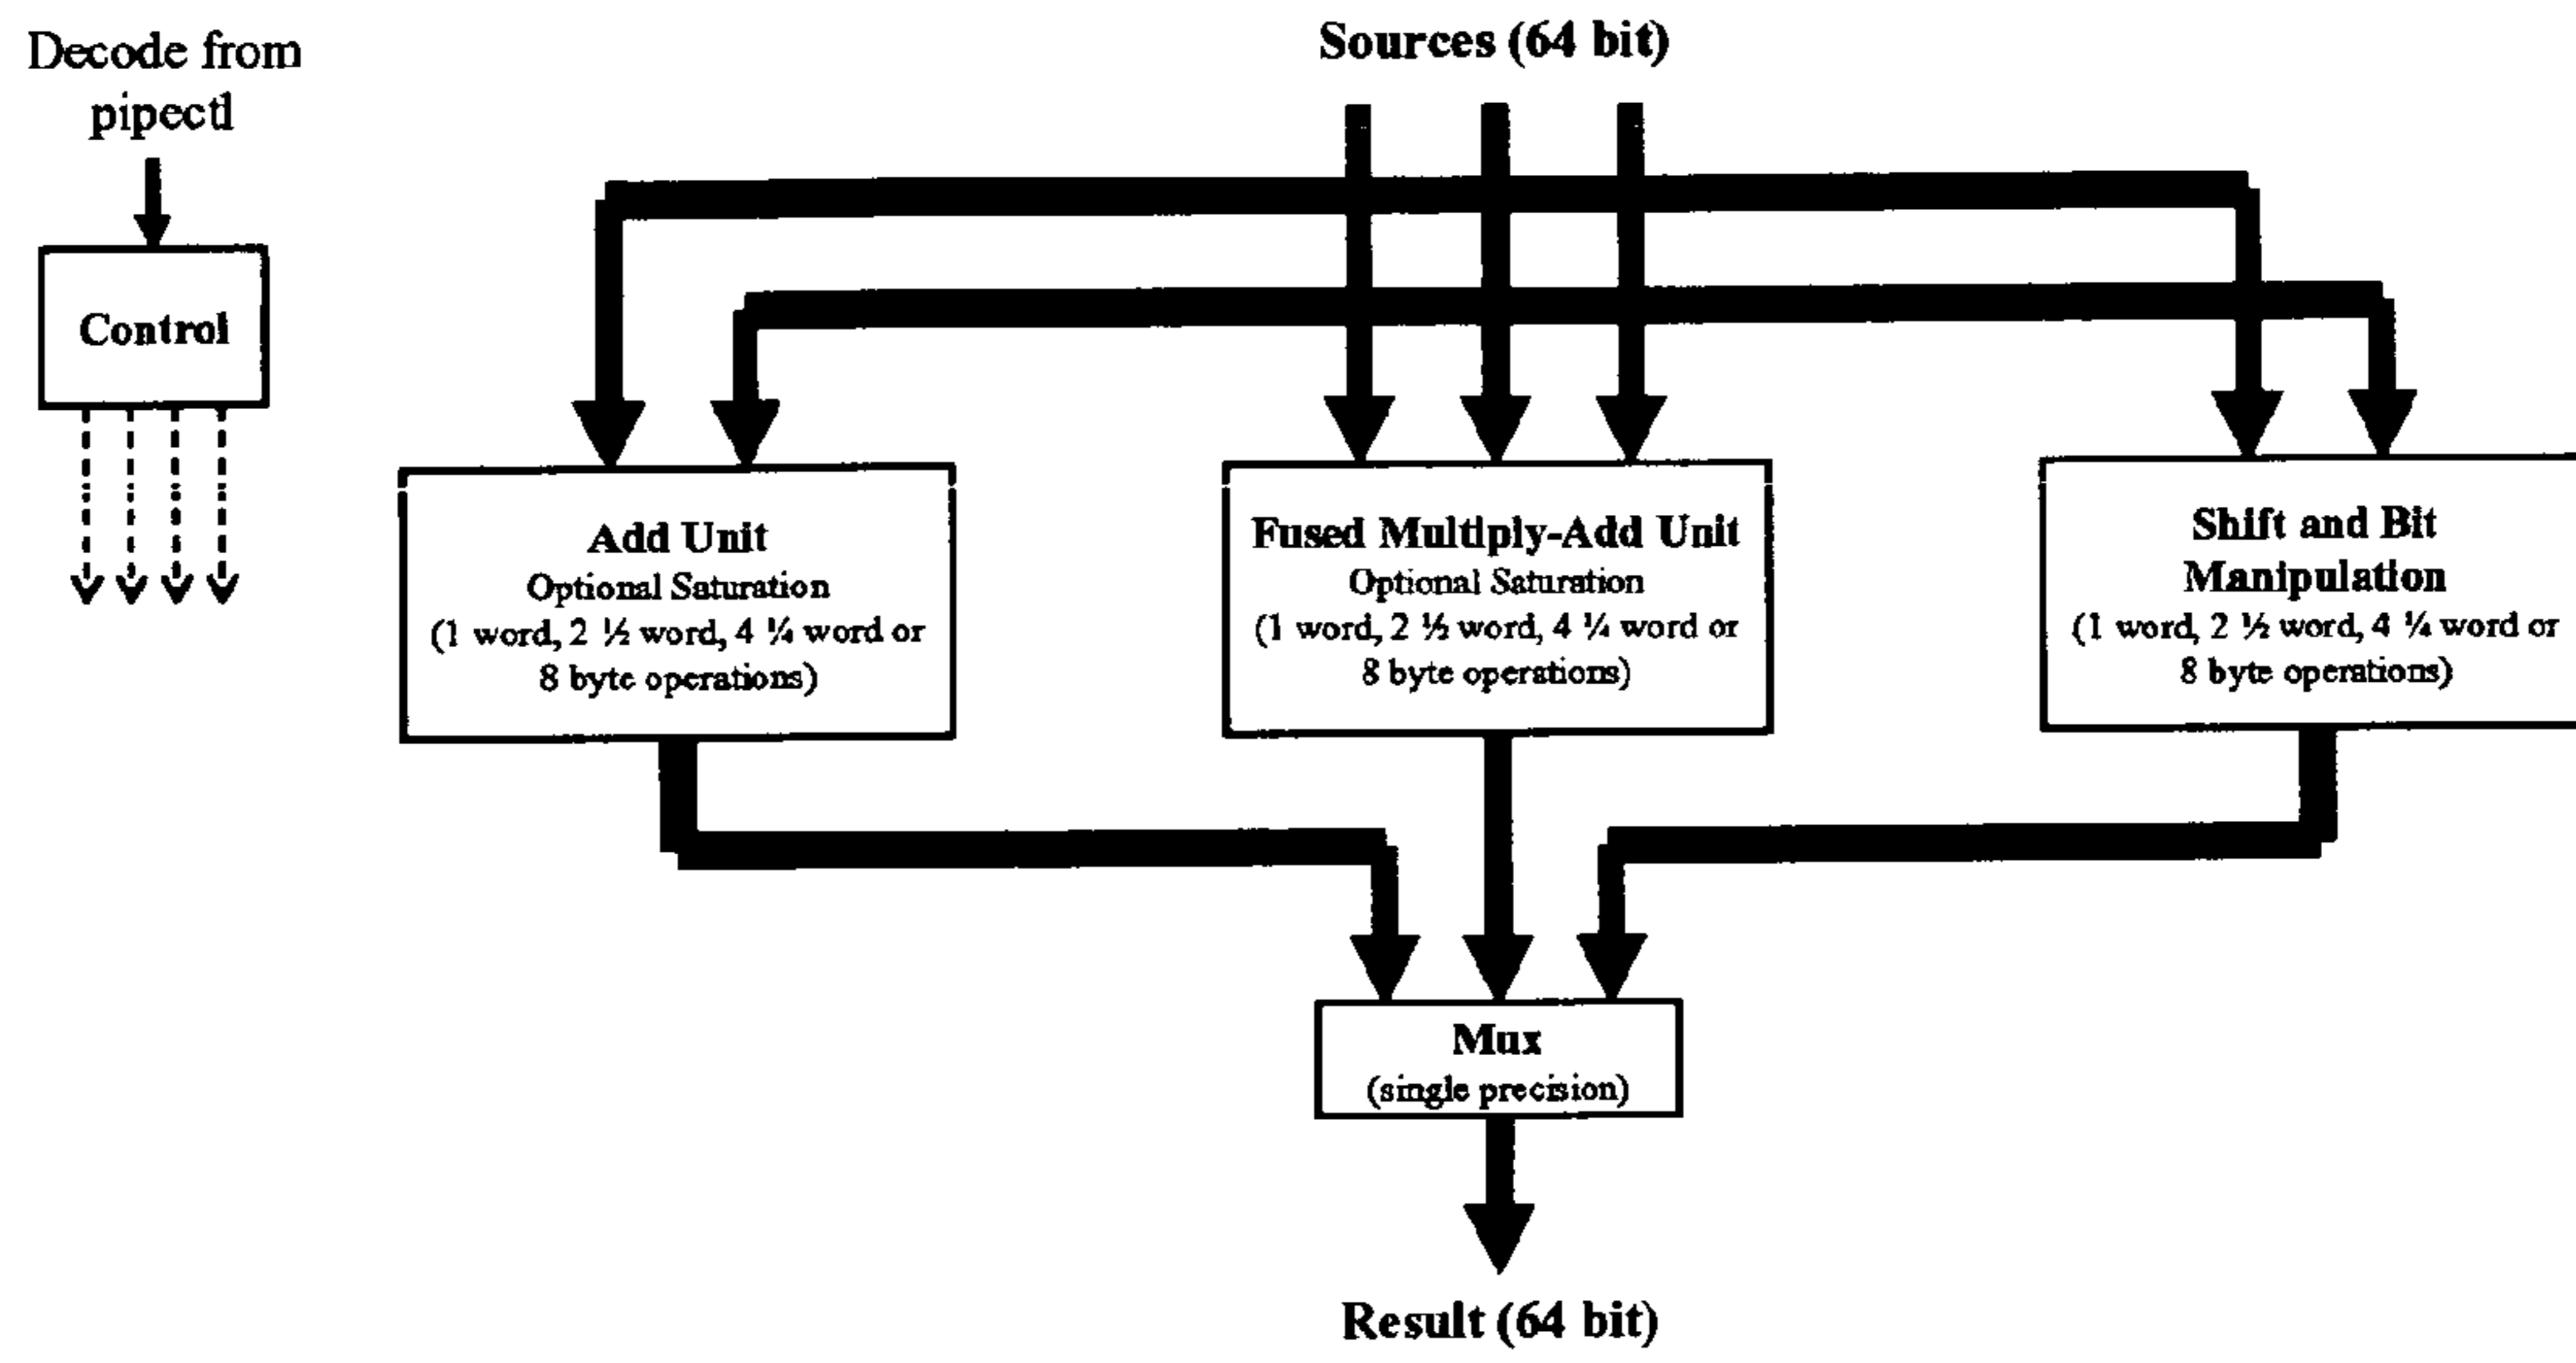 Decode from
pipectl
Control
Sources (64 bit)
Add Unit
Optional Saturation
(1 word, 2 ½ word, 4 ¼ word or
8 byte operations)
Fused Multiply-Add Unit
Optional Saturation
(1 word, 2 ½ word, 4 ¼ word or
8 byte operations)
Shift and Bit
Manipulation
(1 word, 2 ½ word, 4 ¼ word or
8 byte operations)
Mux
(single precision)
Result (64 bit)